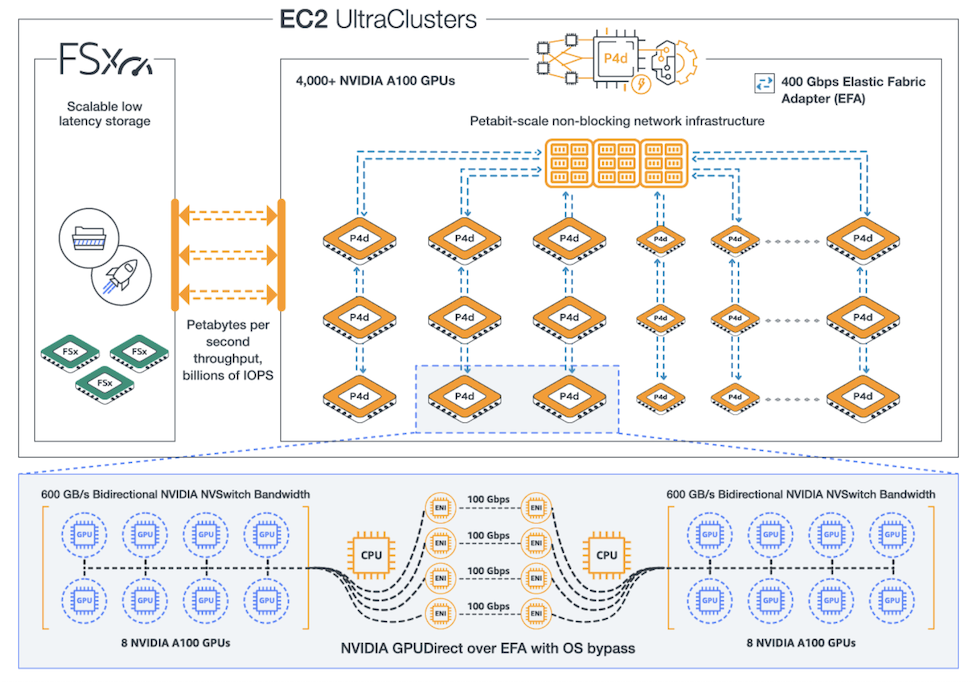 EC2 UltraClusters
FSx
Scalable low
latency storage
4,000+ NVIDIA A100 GPUs
P4d
400 Gbps Elastic Fabric
Adapter (EFA)
Petabit-scale non-blocking network infrastructure
P4d P4d P4d P4d P4d P4d
P4d P4d P4d P4d P4d P4d
P4d P4d P4d P4d P4d P4d
Petabytes per
second
throughput,
billions of IOPS
FSx FSx
FSx
600 GB/s Bidirectional NVIDIA NVSwitch Bandwidth
GPU GPU GPU GPU
GPU GPU GPU GPU
8 NVIDIA A100 GPUs
CPU
ENI 100 Gbps ENI
ENI 100 Gbps ENI
ENI 100 Gbps ENI
ENI 100 Gbps ENI
CPU
NVIDIA GPUDirect over EFA with OS bypass
600 GB/s Bidirectional NVIDIA NVSwitch Bandwidth
GPU GPU GPU GPU
GPU GPU GPU GPU
8 NVIDIA A100 GPUs